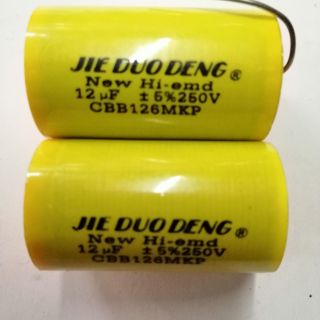 JIE DUO DENG®
New Hi-emd
12µF ±5%250V
CBB126MKP
JIE DUO DENG®
New Hi-emd
12µF ±5%250V
CBB126MKP